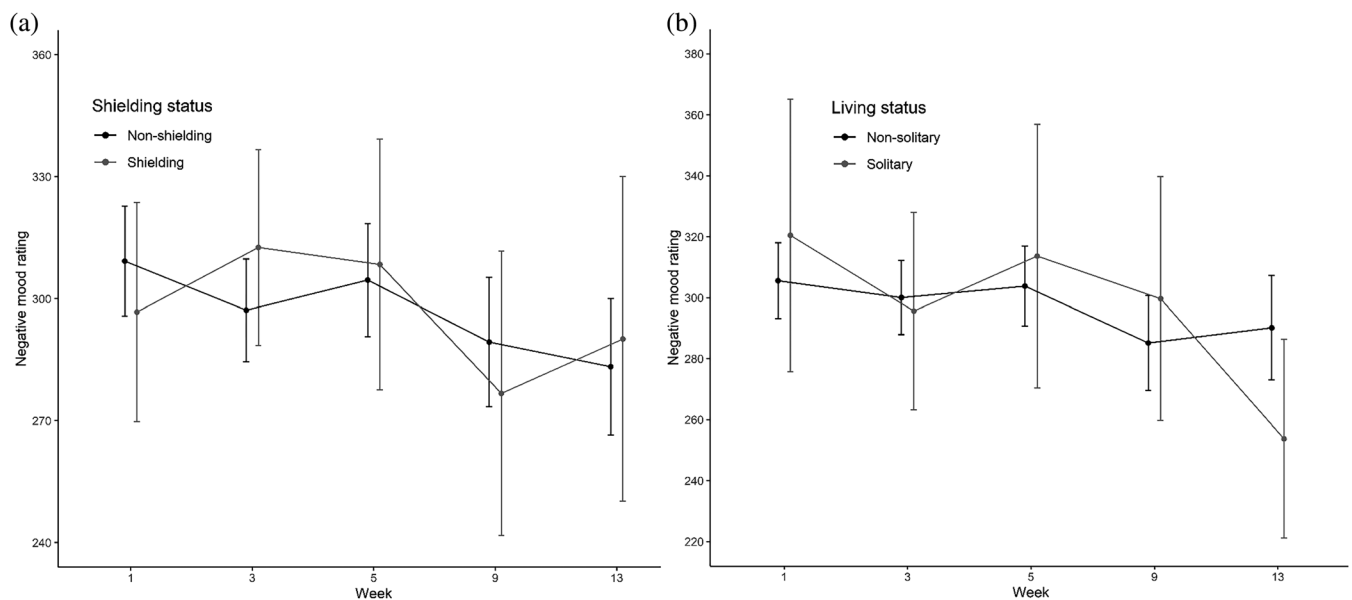 (a)
Negative mood rating
360
330
300
270
240
Shielding status
Non-shielding
Shielding
1 3 5 9 13
Week
(b)
Negative mood rating
380
360
340
320
300
280
260
240
220
Living status
Non-solitary
Solitary
1 3 5 9 13
Week